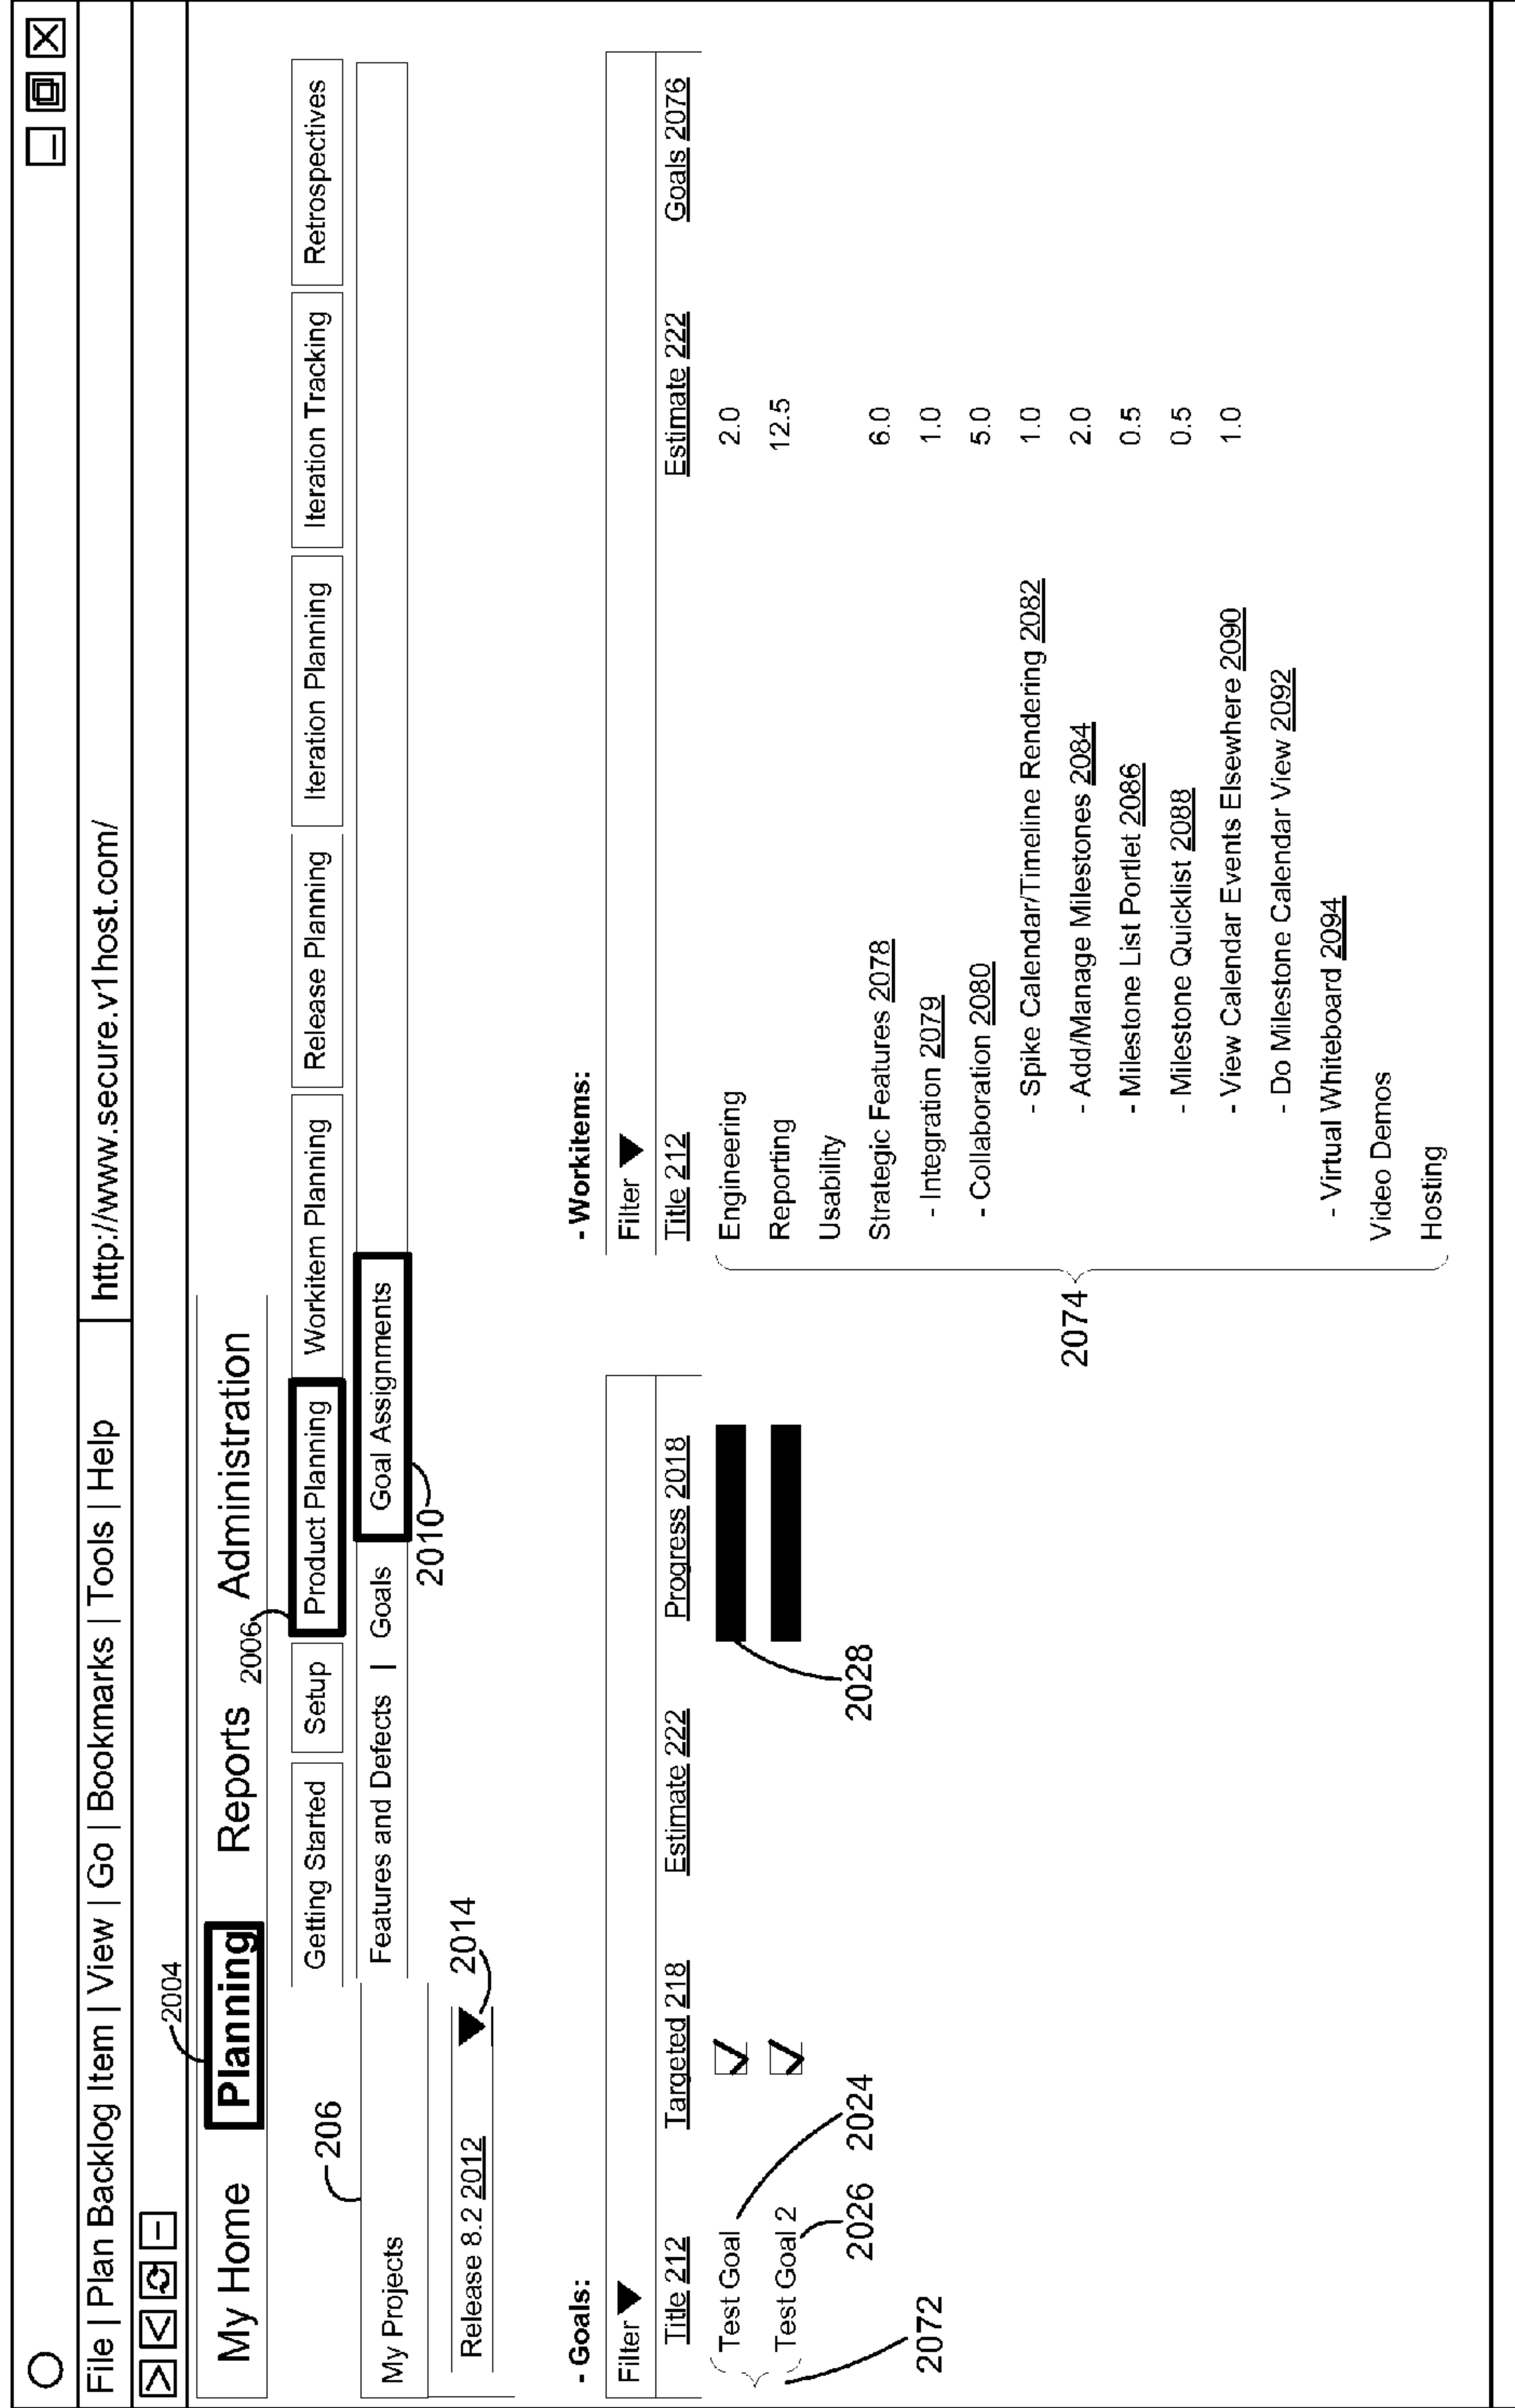 File | Plan Backlog Item | View | Go | Bookmarks | Tools | Help
http://www.secure.v1host.com/
2004
My Home Planning Reports Administration
2006
206
Getting Started Setup Product Planning Workitem Planning Release Planning Iteration Planning Iteration Tracking Retrospectives
My Projects
Features and Defects | Goals Goal Assignments
2010
Release 8.2 2012
2014
- Goals:
Filter
Title 212 Targeted 218 Estimate 222 Progress 2018
Test Goal
Test Goal 2
2026 2024
2028
2072
- Workitems:
Filter
Title 212 Estimate 222 Goals 2076
Engineering 2.0
Reporting 12.5
Usability
Strategic Features 2078 6.0
- Integration 2079 1.0
- Collaboration 2080 5.0
- Spike Calendar/Timeline Rendering 2082 1.0
- Add/Manage Milestones 2084 2.0
- Milestone List Portlet 2086 0.5
- Milestone Quicklist 2088 0.5
- View Calendar Events Elsewhere 2090 1.0
- Do Milestone Calendar View 2092
- Virtual Whiteboard 2094
Video Demos
Hosting
2074